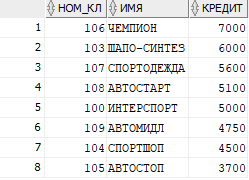 НОМ_КЛ ИМЯ КРЕДИТ
1 106 ЧЕМПИОН 7000
2 103 ШАПО-СИНТЕЗ 6000
3 107 СПОРТОДЕЖДА 5600
4 108 АВТОСТАРТ 5100
5 100 ИНТЕРСПОРТ 5000
6 109 АВТОМИДЛ 4750
7 104 СПОРТШОП 4500
8 105 АВТОСТОП 3700